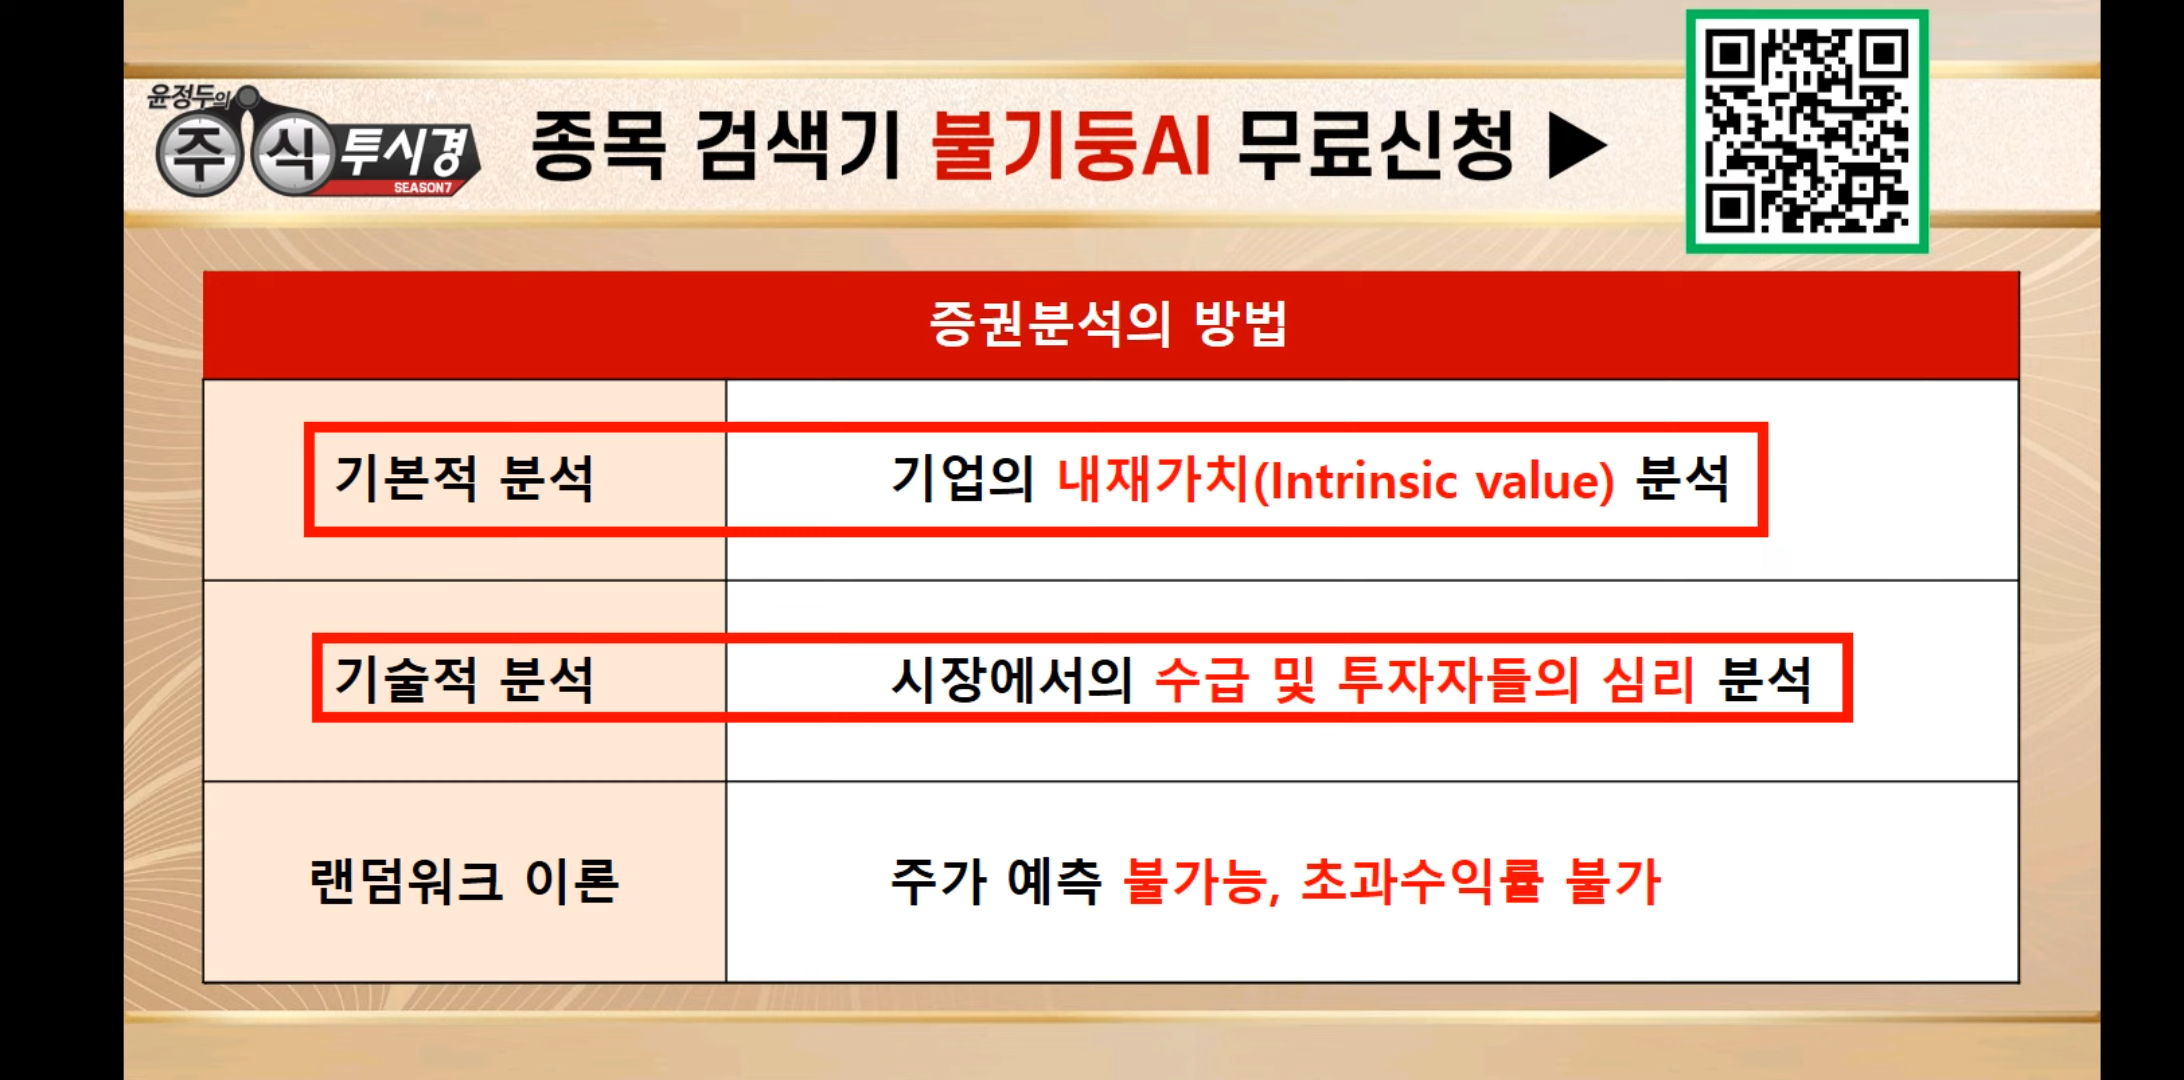 윤정두의
주식투시경
SEASON7
종목 검색기 불기둥AI 무료신청 ▶
증권분석의 방법
기본적 분석 기업의 내재가치(Intrinsic value) 분석
기술적 분석 시장에서의 수급 및 투자자들의 심리 분석
랜덤워크 이론 주가 예측 불가능, 초과수익률 불가